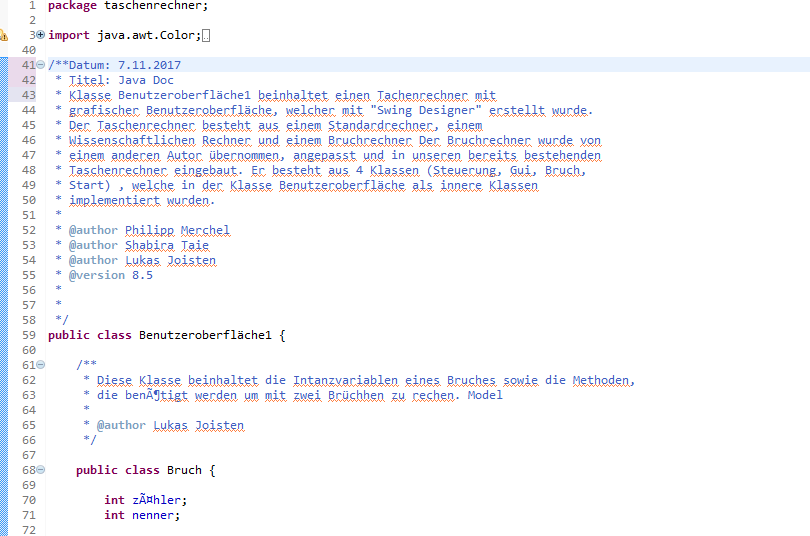 1 package taschenrechner;
2
3 import java.awt.Color;
40
41 /**Datum: 7.11.2017
42 * Titel: Java Doc
43 * Klasse Benutzeroberfläche1 beinhaltet einen Tachenrechner mit
44 * grafischer Benutzeroberfläche, welcher mit "Swing Designer" erstellt wurde.
45 * Der Taschenrechner besteht aus einem Standardrechner, einem
46 * Wissenschaftlichen Rechner und einem Bruchrechner Der Bruchrechner wurde von
47 * einem anderen Autor übernommen, angepasst und in unseren bereits bestehenden
48 * Taschenrechner eingebaut. Er besteht aus 4 Klassen (Steuerung, Gui, Bruch,
49 * Start) , welche in der Klasse Benutzeroberfläche als innere Klassen
50 * implementiert wurden.
51 *
52 * @author Philipp Merchel
53 * @author Shabira Taie
54 * @author Lukas Joisten
55 * @version 8.5
56 *
57 *
58 */
59 public class Benutzeroberfläche1 {
60
61 /**
62 * Diese Klasse beinhaltet die Intanzvariablen eines Bruches sowie die Methoden,
63 * die benÃ¶tigt werden um mit zwei Brüchhen zu rechen. Model
64 *
65 * @author Lukas Joisten
66 */
67
68 public class Bruch {
69
70 int zÃ¤hler;
71 int nenner;
72